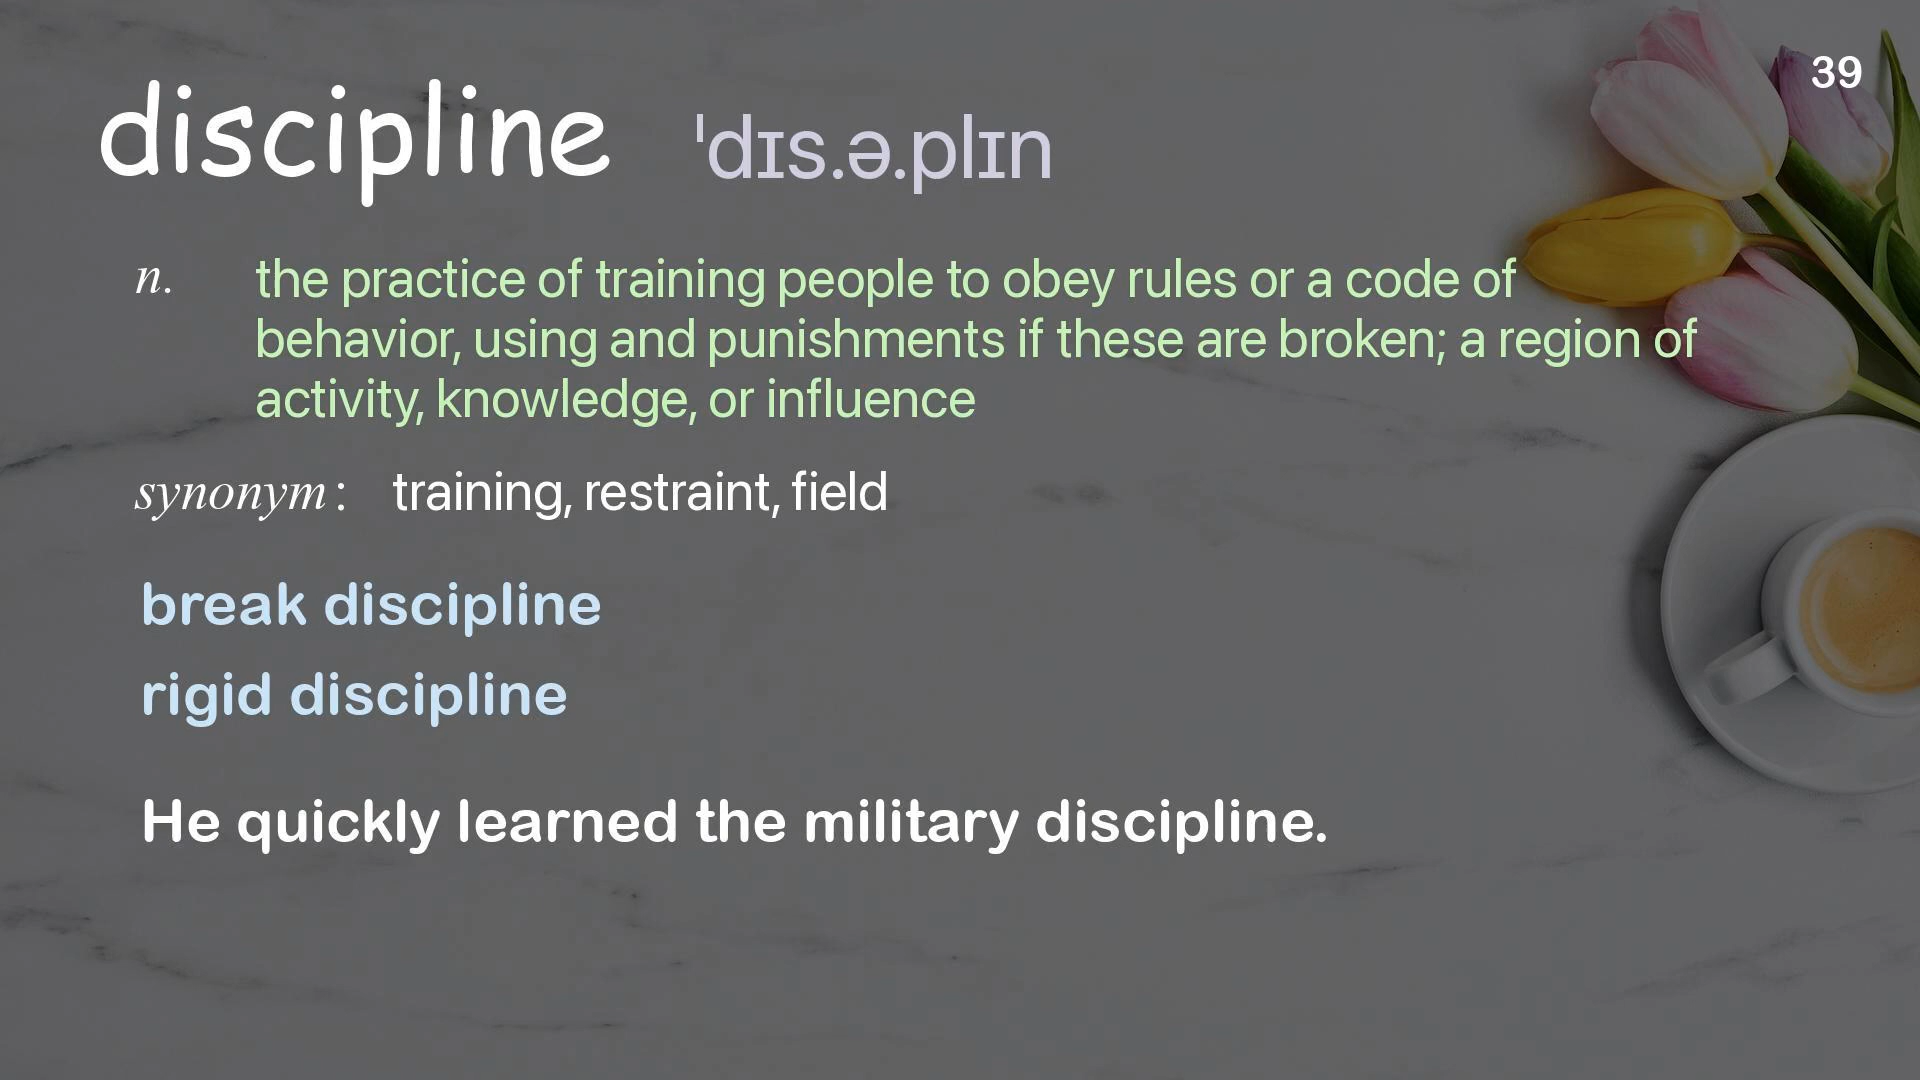 39
discipline ˈdɪs.ə.plɪn
n. the practice of training people to obey rules or a code of
behavior, using and punishments if these are broken; a region of
activity, knowledge, or influence
synonym: training, restraint, field
break discipline
rigid discipline
He quickly learned the military discipline.